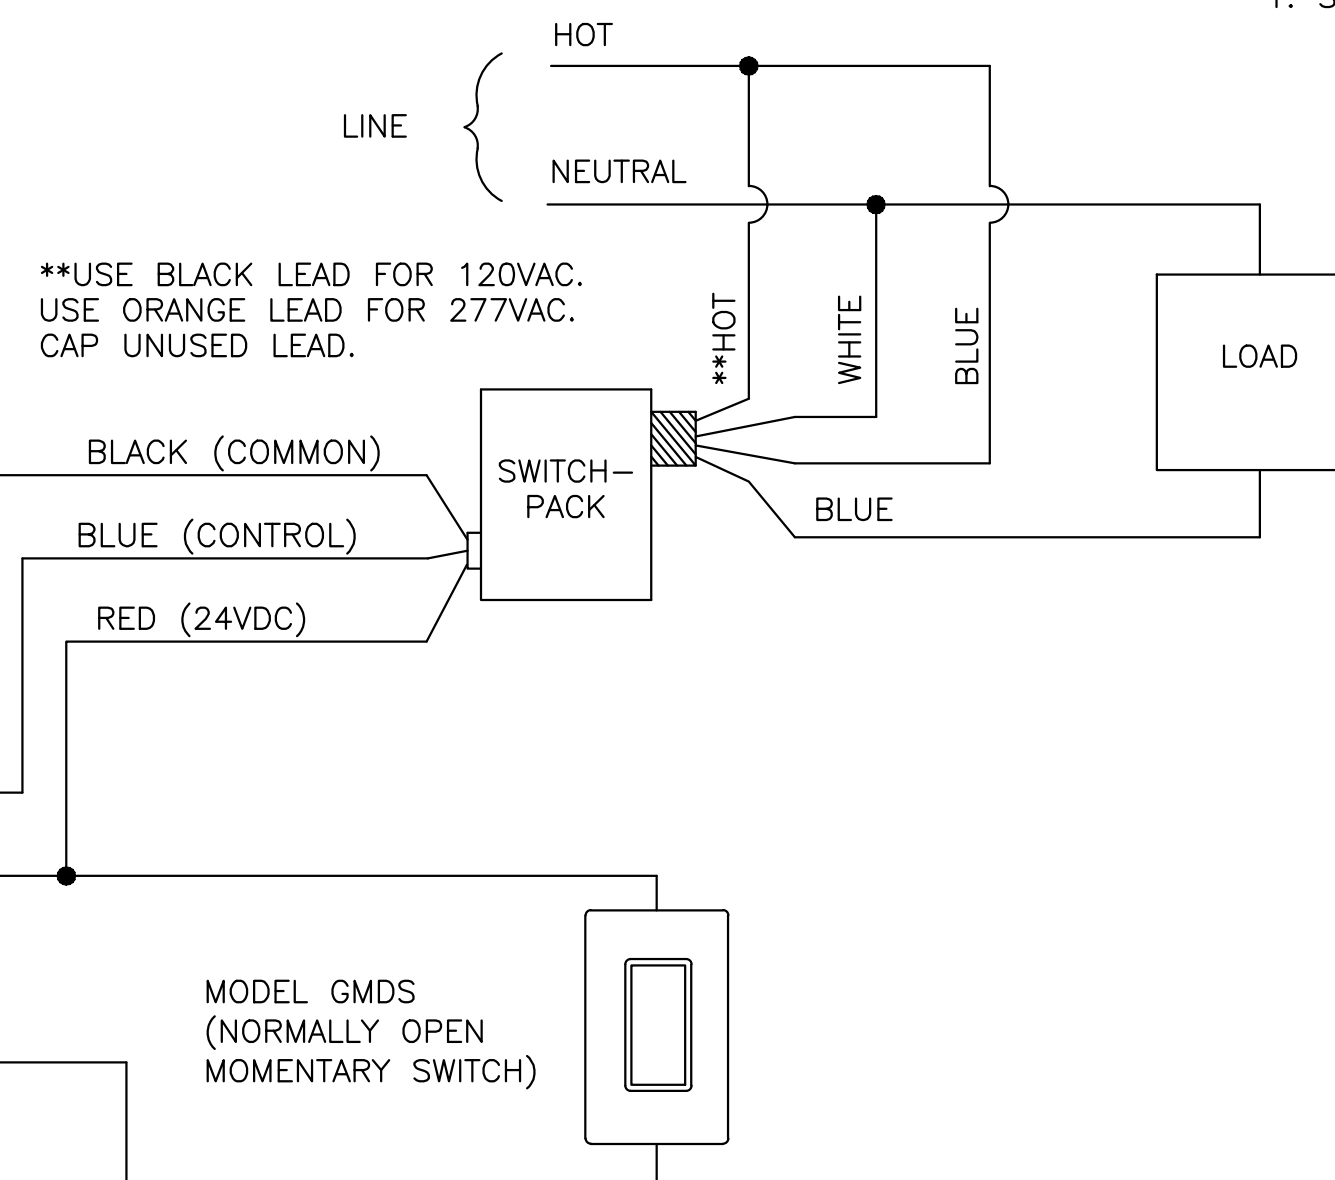 HOT
LINE
NEUTRAL
**USE BLACK LEAD FOR 120VAC.
USE ORANGE LEAD FOR 277VAC.
CAP UNUSED LEAD.
**HOT
WHITE
BLUE
LOAD
BLACK (COMMON)
SWITCH-
PACK
BLUE
BLUE (CONTROL)
RED (24VDC)
MODEL GMDS
(NORMALLY OPEN
MOMENTARY SWITCH)